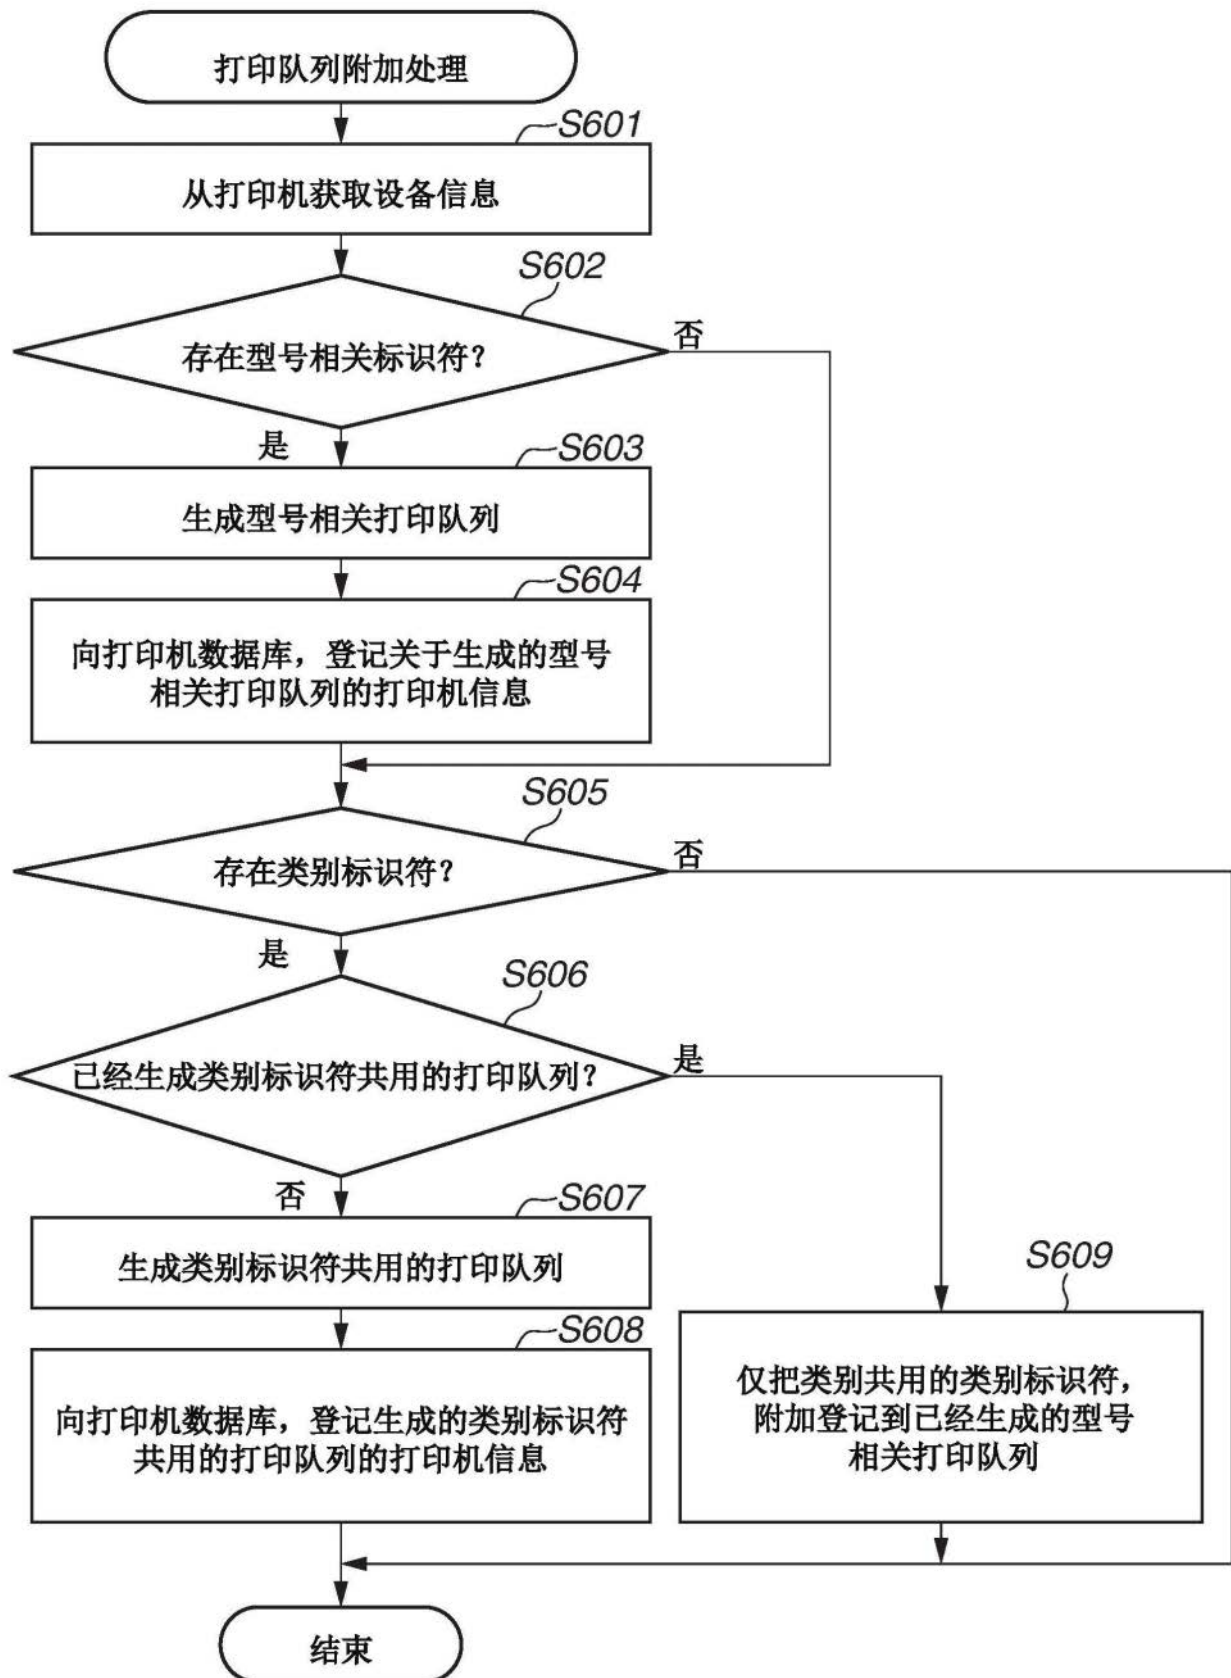 打印队列附加处理
S601
从打印机获取设备信息
S602
存在型号相关标识符？
否
是
S603
生成型号相关打印队列
S604
向打印机数据库，登记关于生成的型号
相关打印队列的打印机信息
S605
存在类别标识符？
否
是
S606
已经生成类别标识符共用的打印队列？
是
否
S607
生成类别标识符共用的打印队列
S608
向打印机数据库，登记生成的类别标识符
共用的打印队列的打印机信息
S609
仅把类别共用的类别标识符，
附加登记到已经生成的型号
相关打印队列
结束